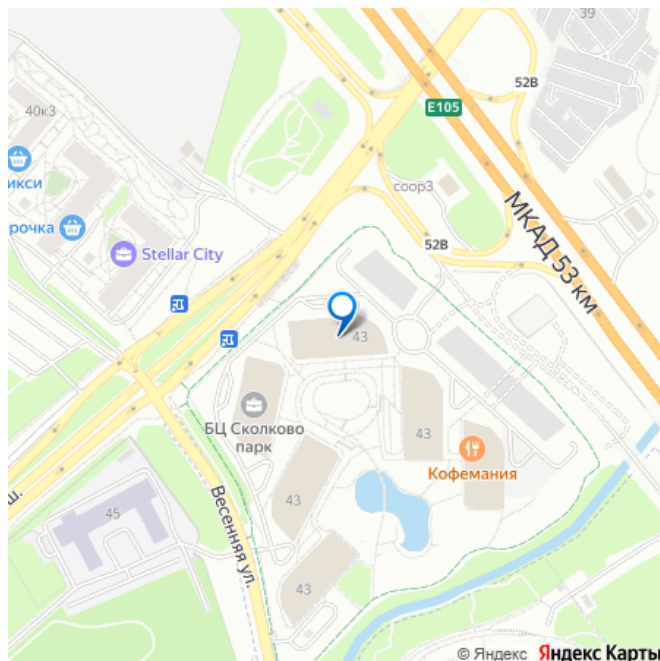 39
52В
40к3
E105
икси
соор3
рочка
Stellar City
52В
МКАД 53 км
43
БЦ Сколково
парк
43
Кофемания
ш.
45
43
Весенняя ул.
43
© Яндекс Яндекс Карты